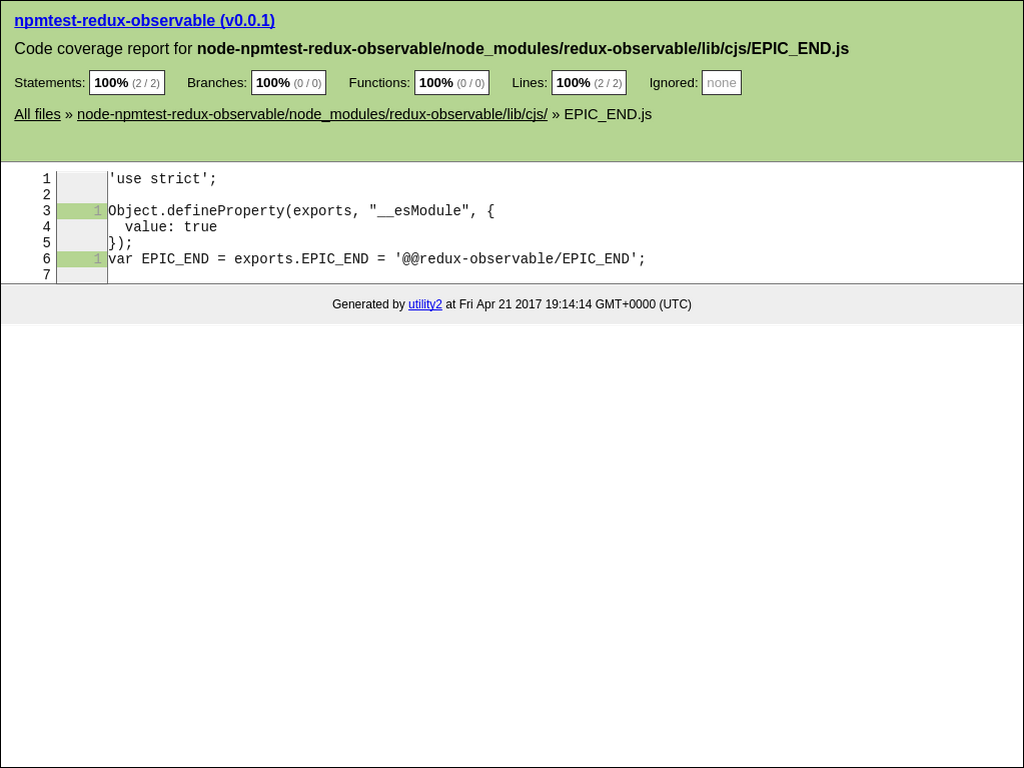 npmtest-redux-observable (v0.0.1)
Code coverage report for node-npmtest-redux-observable/node_modules/redux-observable/lib/cjs/EPIC_END.js
Statements: 100% (2 / 2) Branches: 100% (0 / 0) Functions: 100% (0 / 0) Lines: 100% (2 / 2) Ignored: none
All files » node-npmtest-redux-observable/node_modules/redux-observable/lib/cjs/ » EPIC_END.js
1 'use strict';
2
3 1 Object.defineProperty(exports, "__esModule", {
4   value: true
5 });
6 1 var EPIC_END = exports.EPIC_END = '@@redux-observable/EPIC_END';
7
Generated by utility2 at Fri Apr 21 2017 19:14:14 GMT+0000 (UTC)